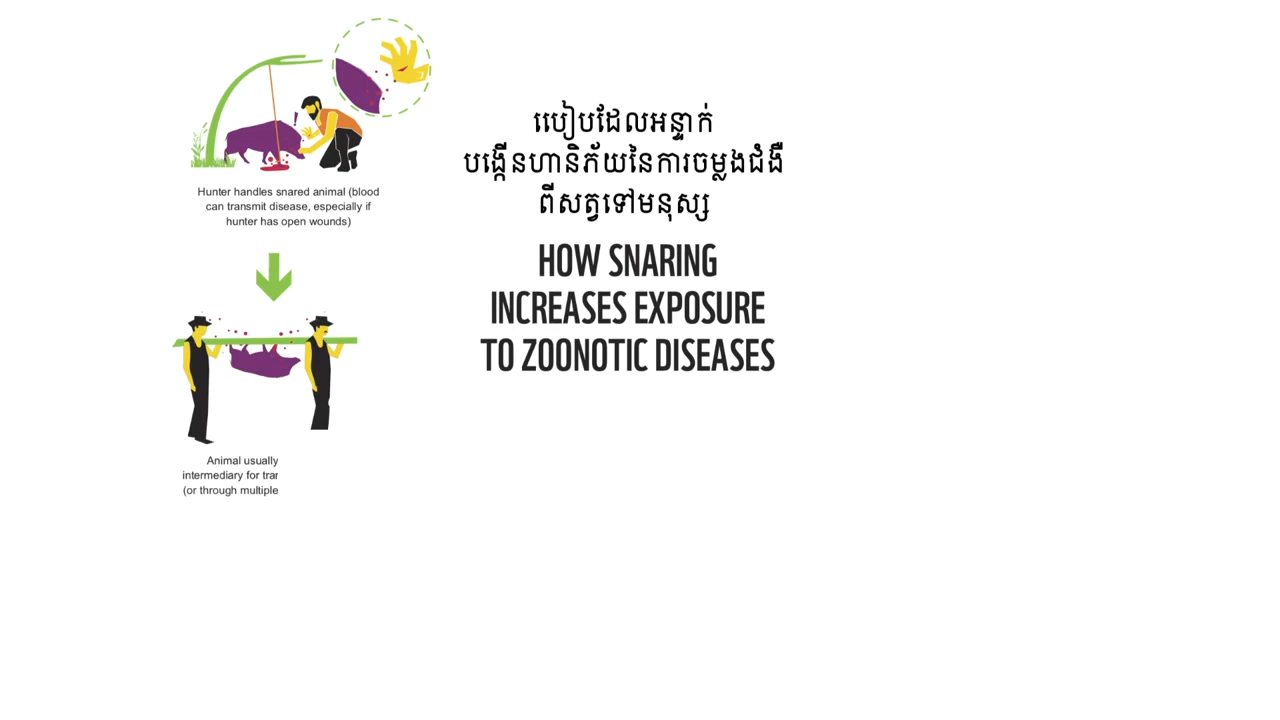 Hunter handles snared animal (blood
can transmit disease, especially if
hunter has open wounds)
Animal usually
intermediary for
(or through multiple
របៀបដែលអន្ទាក់
បង្កើនហានិភ័យនៃការចម្លងជំងឺ
ពីសត្វទៅមនុស្ស
HOW SNARING
INCREASES EXPOSURE
TO ZOONOTIC DISEASES